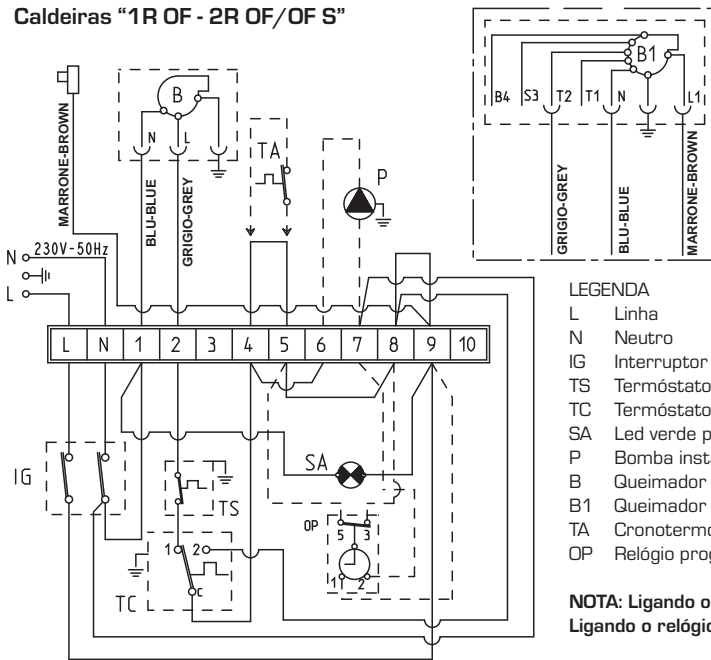 Caldeiras “1R OF - 2R OF/OF S”
B
N L
MARRONE-BROWN
BLU-BLUE
GRIGIO-GREY
TA
P
N 230V-50Hz
L
L N 1 2 3 4 5 6 7 8 9 10
IG
TS
SA
OP
5 3
1 2
1 2
C
TC
B1
B4 S3 T2 T1 N L1
GRIGIO-GREY
BLU-BLUE
MARRONE-BROWN
LEGENDA
L Linha
N Neutro
IG Interruptor
TS Termóstato
TC Termóstato
SA Led verde p
P Bomba insta
B Queimador
B1 Queimador
TA Cronotermo
OP Relógio prog
NOTA: Ligando o
Ligando o relógio